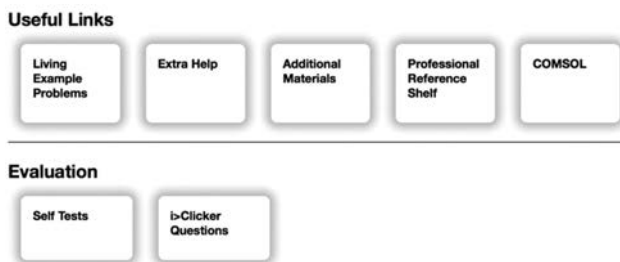 Useful Links
Living
Example
Problems
Extra Help
Additional
Materials
Professional
Reference
Shelf
COMSOL
Evaluation
Self Tests
i>Clicker
Questions